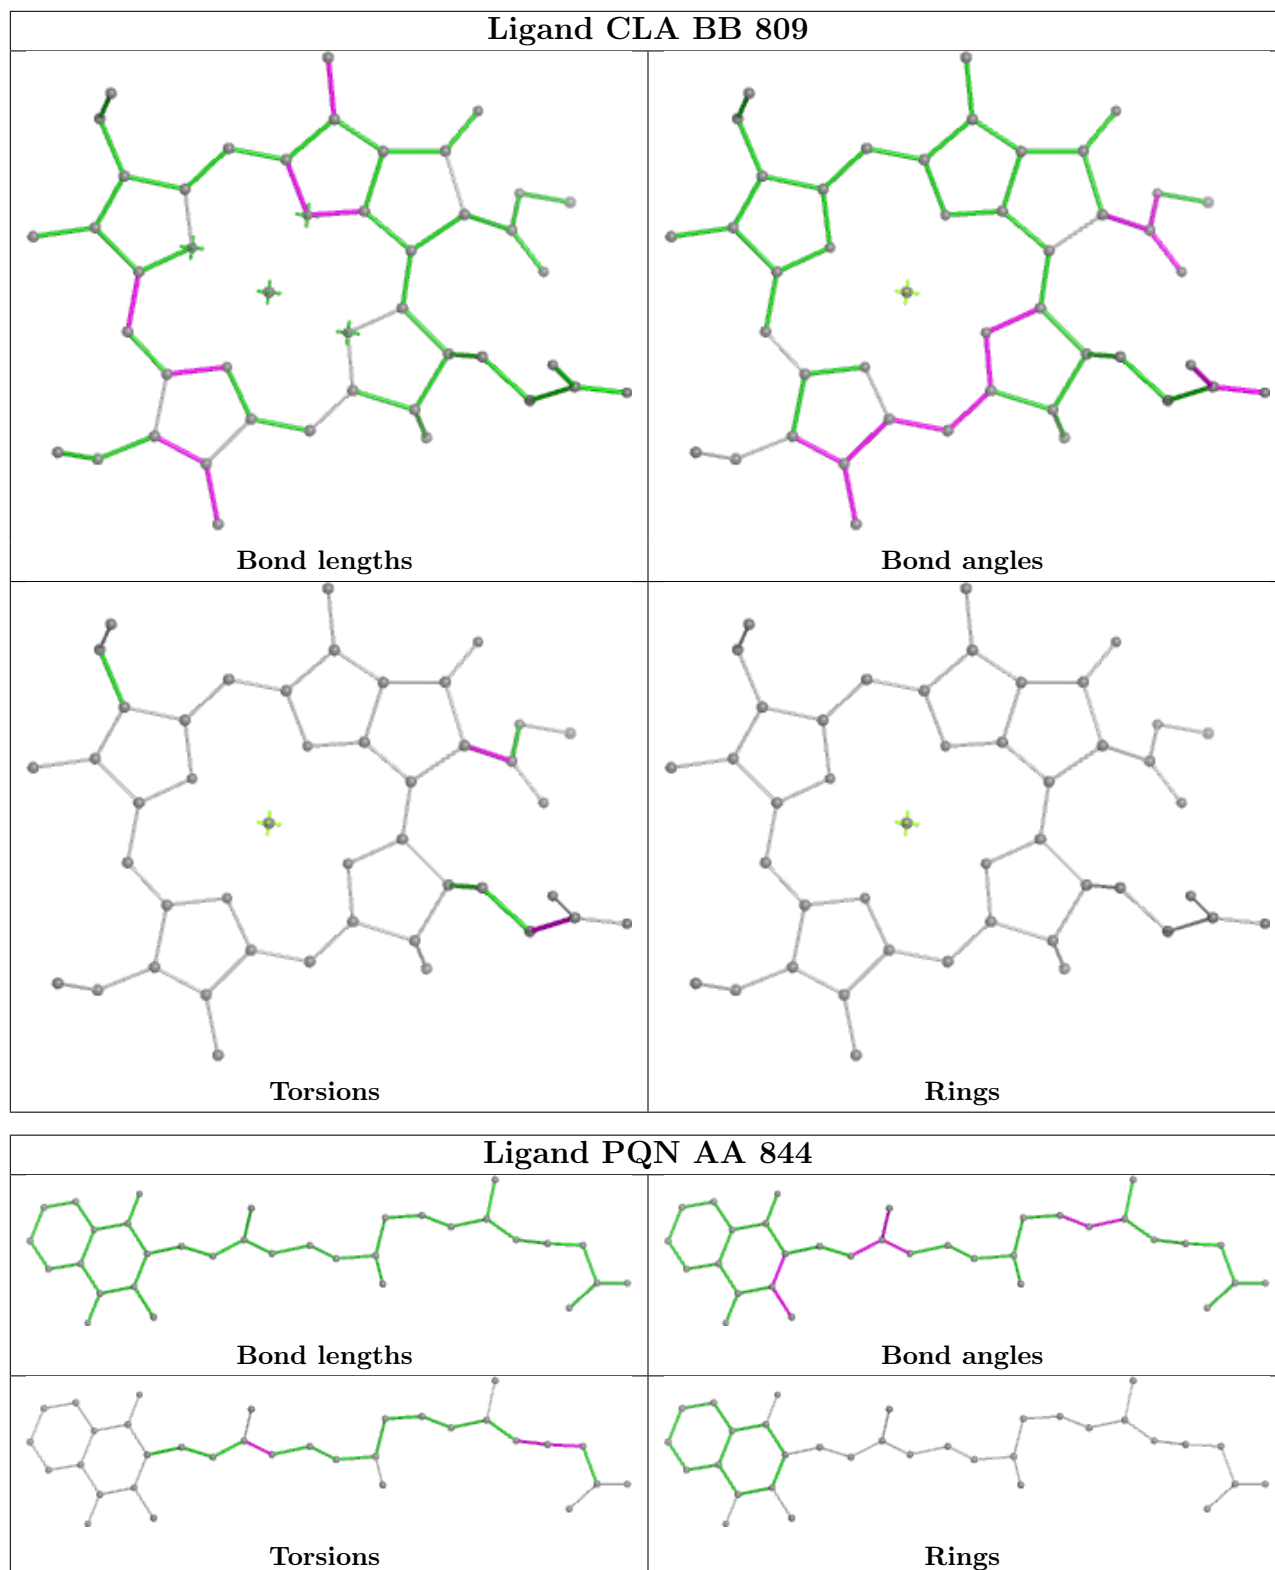 Ligand CLA BB 809
Bond lengths
Bond angles
Torsions
Rings
Ligand PQN AA 844
Bond lengths
Bond angles
Torsions
Rings